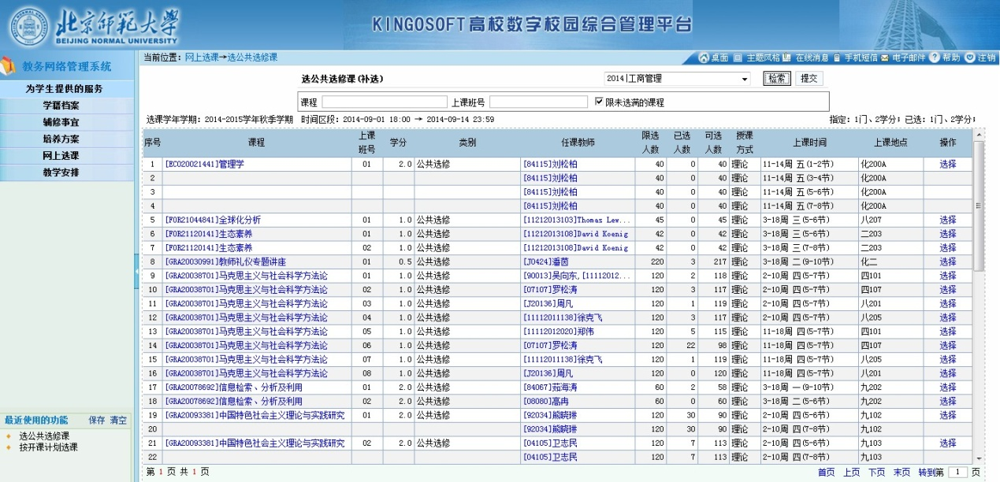 北京师范大学
BEIJING NORMAL UNIVERSITY
KINGOSOFT高校数字校园综合管理平台
教务网络管理系统
当前位置：网上选课→选公共选修课
桌面 主题风格 在线消息 手机短信 电子邮件 帮助 注销
为学生提供的服务
学籍档案
辅修事宜
培养方案
网上选课
教学安排
选公共选修课(补选)
2014|工商管理
检索 提交
课程 上课班号 限未选满的课程
选课学年学期：2014-2015学年秋季学期 时间区段：2014-09-01 18:00 → 2014-09-14 23:59
指定：1门、2学分；已选：1门、2学分；
序号 课程 上课班号 学分 类别 任课教师 限选人数 已选人数 可选人数 授课方式 上课时间 上课地点 操作
1 [ECO20021441]管理学 01 2.0 公共选修 [84115]刘松柏 40 0 40 理论 11-14周 五(1-2节) 化200A 选择
2 [84115]刘松柏 40 0 40 理论 11-14周 五(3-4节) 化200A
3 [84115]刘松柏 40 0 40 理论 11-14周 五(5-6节) 化200A
4 [84115]刘松柏 40 0 40 理论 11-14周 五(7-8节) 化200A
5 [FOR21044841]全球化分析 01 1.0 公共选修 [11212013103]Thomas Lew... 45 0 45 理论 3-18周 三(5-6节) 八207 选择
6 [FOR21120141]生态素养 01 1.0 公共选修 [11212013108]David Koenig 42 0 42 理论 3-18周 三(5-6节) 二203 选择
7 [FOR21120141]生态素养 02 1.0 公共选修 [11212013108]David Koenig 42 0 42 理论 3-18周 三(7-8节) 二203 选择
8 [GRA20030991]教师礼仪专题讲座 01 0.5 公共选修 [J0424]潘茵 220 3 217 理论 3-18周 二(9-10节) 化二 选择
9 [GRA20038701]马克思主义与社会科学方法论 01 1.0 公共选修 [90013]吴向东,[11112012... 120 2 118 理论 2-10周 四(5-7节) 四101 选择
10 [GRA20038701]马克思主义与社会科学方法论 02 1.0 公共选修 [07107]罗松涛 120 3 117 理论 2-10周 四(5-7节) 四107 选择
11 [GRA20038701]马克思主义与社会科学方法论 03 1.0 公共选修 [J20136]周凡 120 1 119 理论 2-10周 四(5-7节) 八201 选择
12 [GRA20038701]马克思主义与社会科学方法论 04 1.0 公共选修 [11112011138]徐克飞 120 3 117 理论 2-10周 四(5-7节) 八205 选择
13 [GRA20038701]马克思主义与社会科学方法论 05 1.0 公共选修 [11112012020]郑伟 120 5 115 理论 11-18周 四(5-7节) 四101 选择
14 [GRA20038701]马克思主义与社会科学方法论 06 1.0 公共选修 [07107]罗松涛 120 22 98 理论 11-18周 四(5-7节) 四107 选择
15 [GRA20038701]马克思主义与社会科学方法论 07 1.0 公共选修 [11112011138]徐克飞 120 1 119 理论 11-18周 四(5-7节) 八205 选择
16 [GRA20038701]马克思主义与社会科学方法论 08 1.0 公共选修 [J20136]周凡 120 0 120 理论 11-18周 四(5-7节) 八201 选择
17 [GRA20078692]信息检索、分析及利用 01 2.0 公共选修 [84067]茹海涛 60 2 58 理论 3-18周 一(9-10节) 九202 选择
18 [GRA20078692]信息检索、分析及利用 02 2.0 公共选修 [08080]高冉 60 0 60 理论 3-18周 二(5-6节) 九202 选择
19 [GRA20093381]中国特色社会主义理论与实践研究 01 2.0 公共选修 [92034]熊晓琳 120 30 90 理论 2-10周 四(5-6节) 九102 选择
20 [92034]熊晓琳 120 30 90 理论 2-10周 四(7-8节) 九102
21 [GRA20093381]中国特色社会主义理论与实践研究 02 2.0 公共选修 [04105]卫志民 120 7 113 理论 2-10周 四(5-6节) 九103 选择
22 [04105]卫志民 120 7 113 理论 2-10周 四(7-8节) 九103
最近使用的功能 保存 清空
选公共选修课
按开课计划选课
第 1 页 共 1 页
首页 上页 下页 末页 转到第 1 页